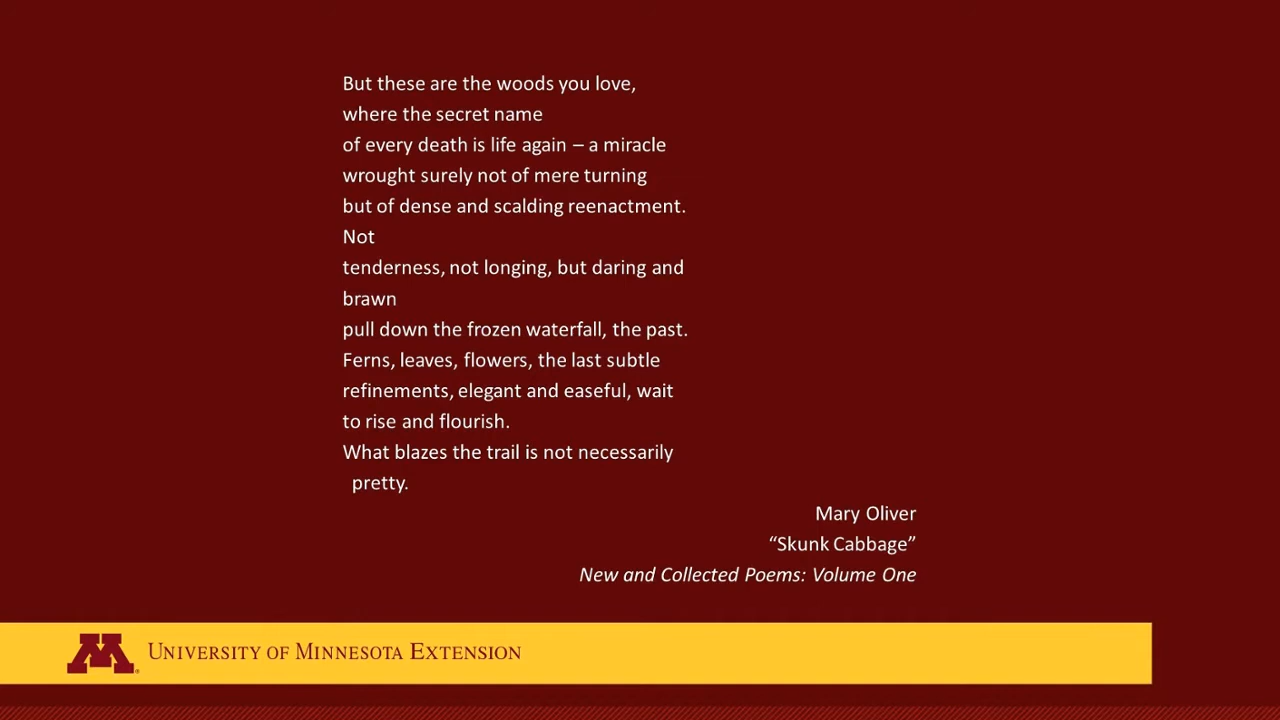 But these are the woods you love,
where the secret name
of every death is life again – a miracle
wrought surely not of mere turning
but of dense and scalding reenactment.
Not
tenderness, not longing, but daring and
brawn
pull down the frozen waterfall, the past.
Ferns, leaves, flowers, the last subtle
refinements, elegant and easeful, wait
to rise and flourish.
What blazes the trail is not necessarily
pretty.
Mary Oliver
“Skunk Cabbage”
New and Collected Poems: Volume One
M University of Minnesota Extension